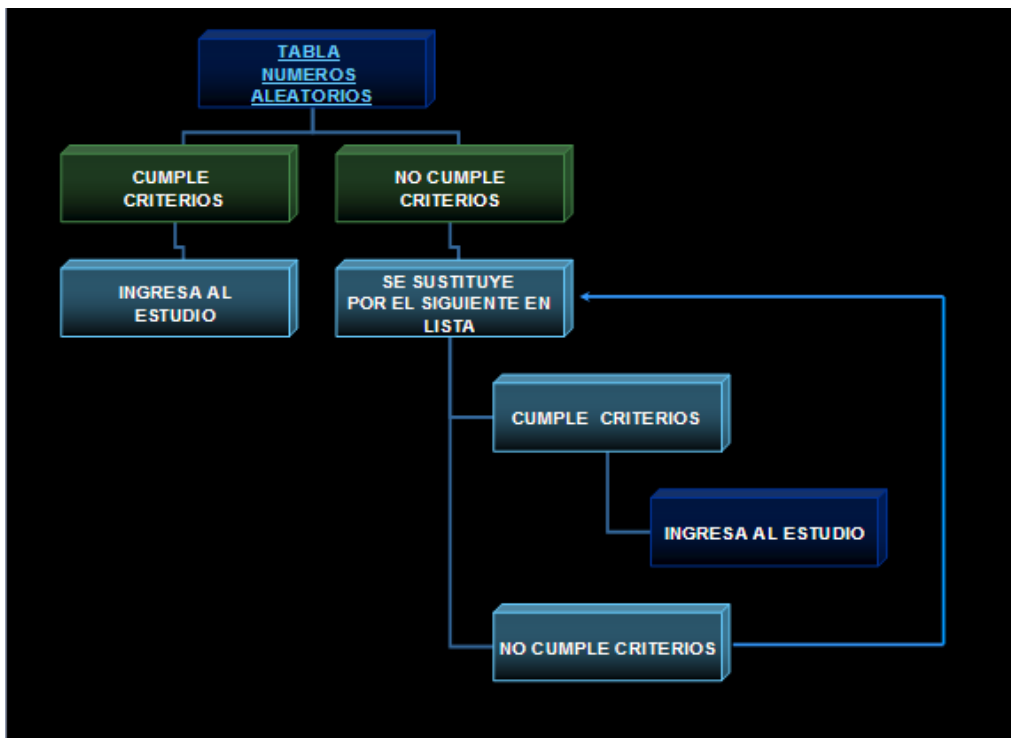 TABLA
NUMEROS
ALEATORIOS
CUMPLE
CRITERIOS
NO CUMPLE
CRITERIOS
INGRESA AL
ESTUDIO
SE SUSTITUYE
POR EL SIGUIENTE EN
LISTA
CUMPLE CRITERIOS
INGRESA AL ESTUDIO
NO CUMPLE CRITERIOS